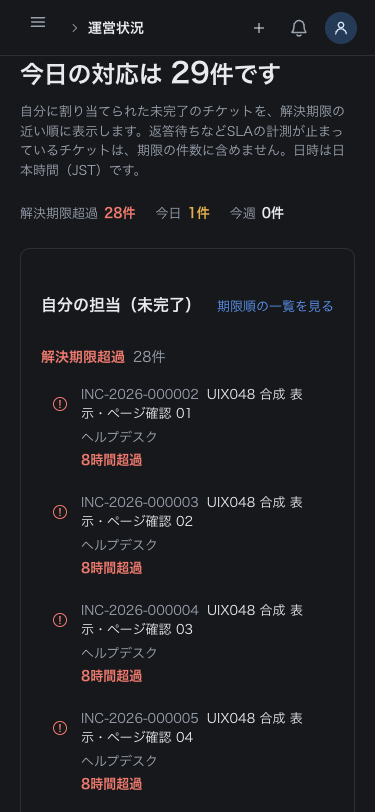 運営状況
今日の対応は 29件です
自分に割り当てられた未完了のチケットを、解決期限の
近い順に表示します。返答待ちなどSLAの計測が止まっ
ているチケットは、期限の件数に含めません。日時は日
本時間（JST）です。
解決期限超過 28件 今日 1件 今週 0件
自分の担当（未完了） 期限順の一覧を見る
解決期限超過 28件
INC-2026-000002 UIX048 合成 表
示・ページ確認 01
ヘルプデスク
8時間超過
INC-2026-000003 UIX048 合成 表
示・ページ確認 02
ヘルプデスク
8時間超過
INC-2026-000004 UIX048 合成 表
示・ページ確認 03
ヘルプデスク
8時間超過
INC-2026-000005 UIX048 合成 表
示・ページ確認 04
ヘルプデスク
8時間超過